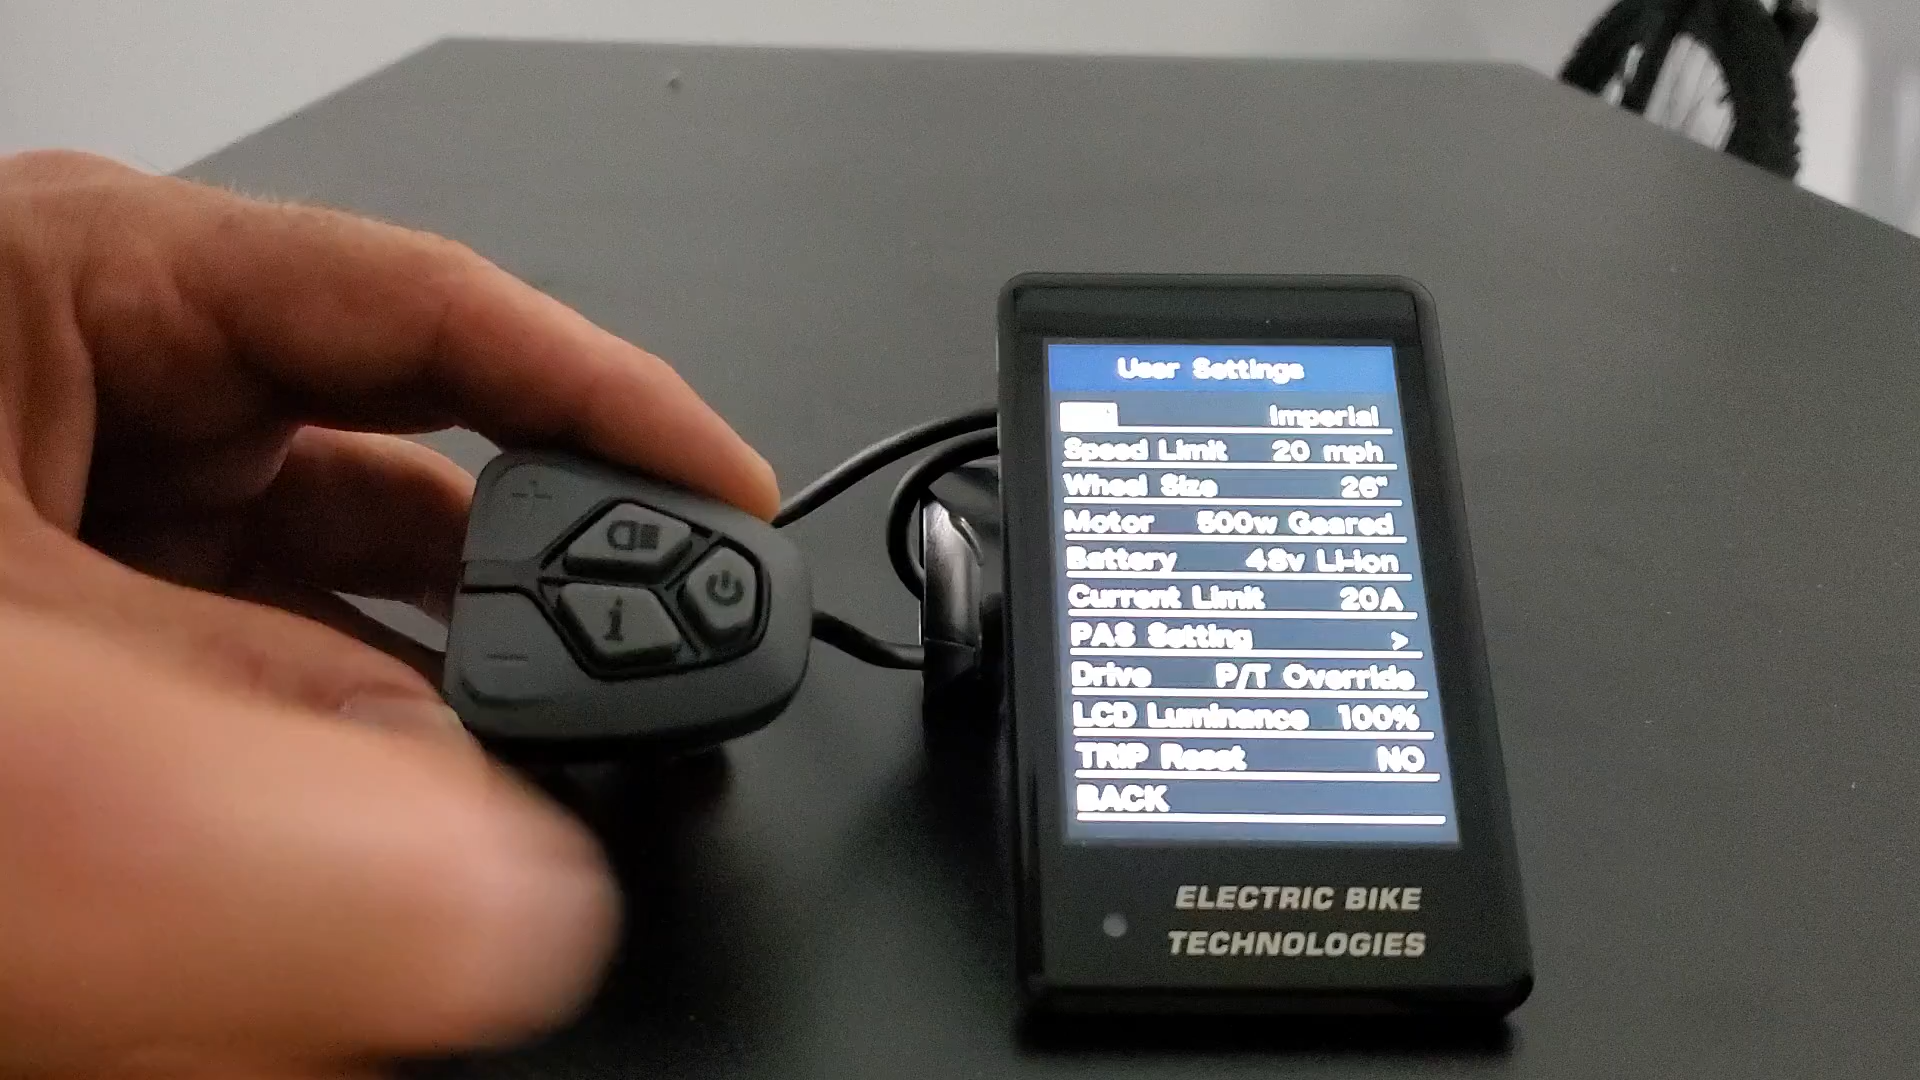 User Settings
Imperial
Speed Limit 20 mph
Wheel Size 26"
Motor 500w Geared
Battery 48v Li-ion
Current Limit 20A
PAS Setting >
Drive P/T Override
LCD Luminance 100%
TRIP Reset NO
BACK
ELECTRIC BIKE
TECHNOLOGIES
i